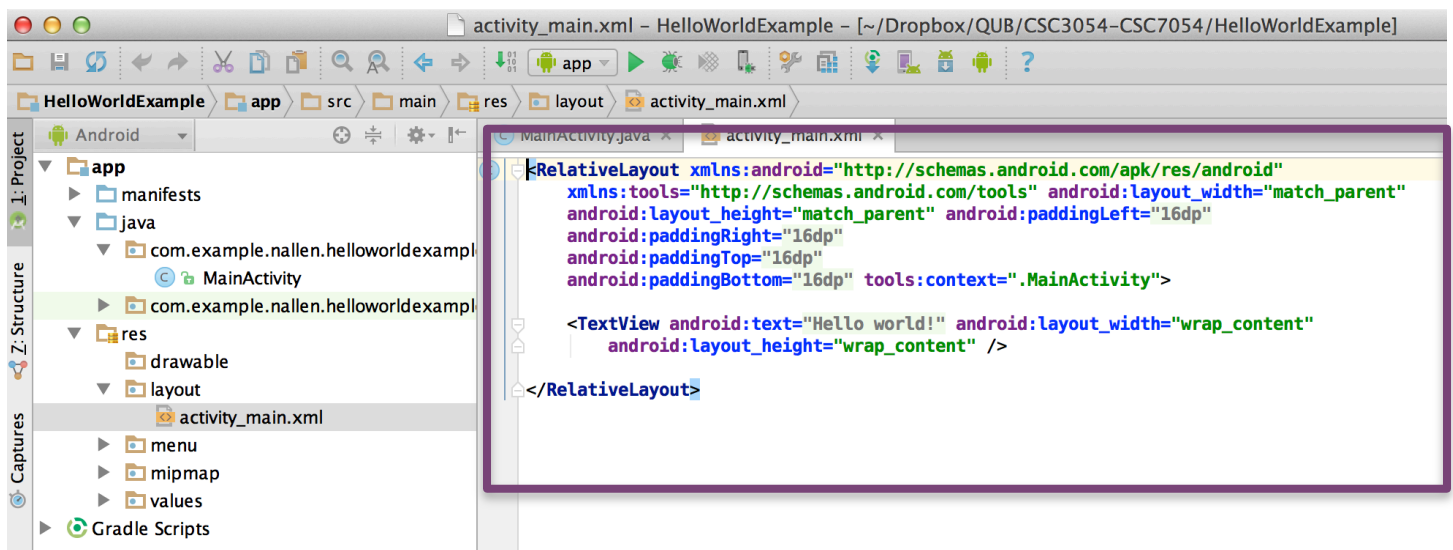 activity_main.xml – HelloWorldExample – [~/Dropbox/QUB/CSC3054-CSC7054/HelloWorldExample]
app
?
HelloWorldExample app src main res layout activity_main.xml
1: Project
Z: Structure
Captures
Android
app
manifests
java
com.example.nallen.helloworldexampl
MainActivity
com.example.nallen.helloworldexampl
res
drawable
layout
activity_main.xml
menu
mipmap
values
Gradle Scripts
MainActivity.java × activity_main.xml ×
<RelativeLayout xmlns:android="http://schemas.android.com/apk/res/android"
xmlns:tools="http://schemas.android.com/tools" android:layout_width="match_parent"
android:layout_height="match_parent" android:paddingLeft="16dp"
android:paddingRight="16dp"
android:paddingTop="16dp"
android:paddingBottom="16dp" tools:context=".MainActivity">
<TextView android:text="Hello world!" android:layout_width="wrap_content"
android:layout_height="wrap_content" />
</RelativeLayout>